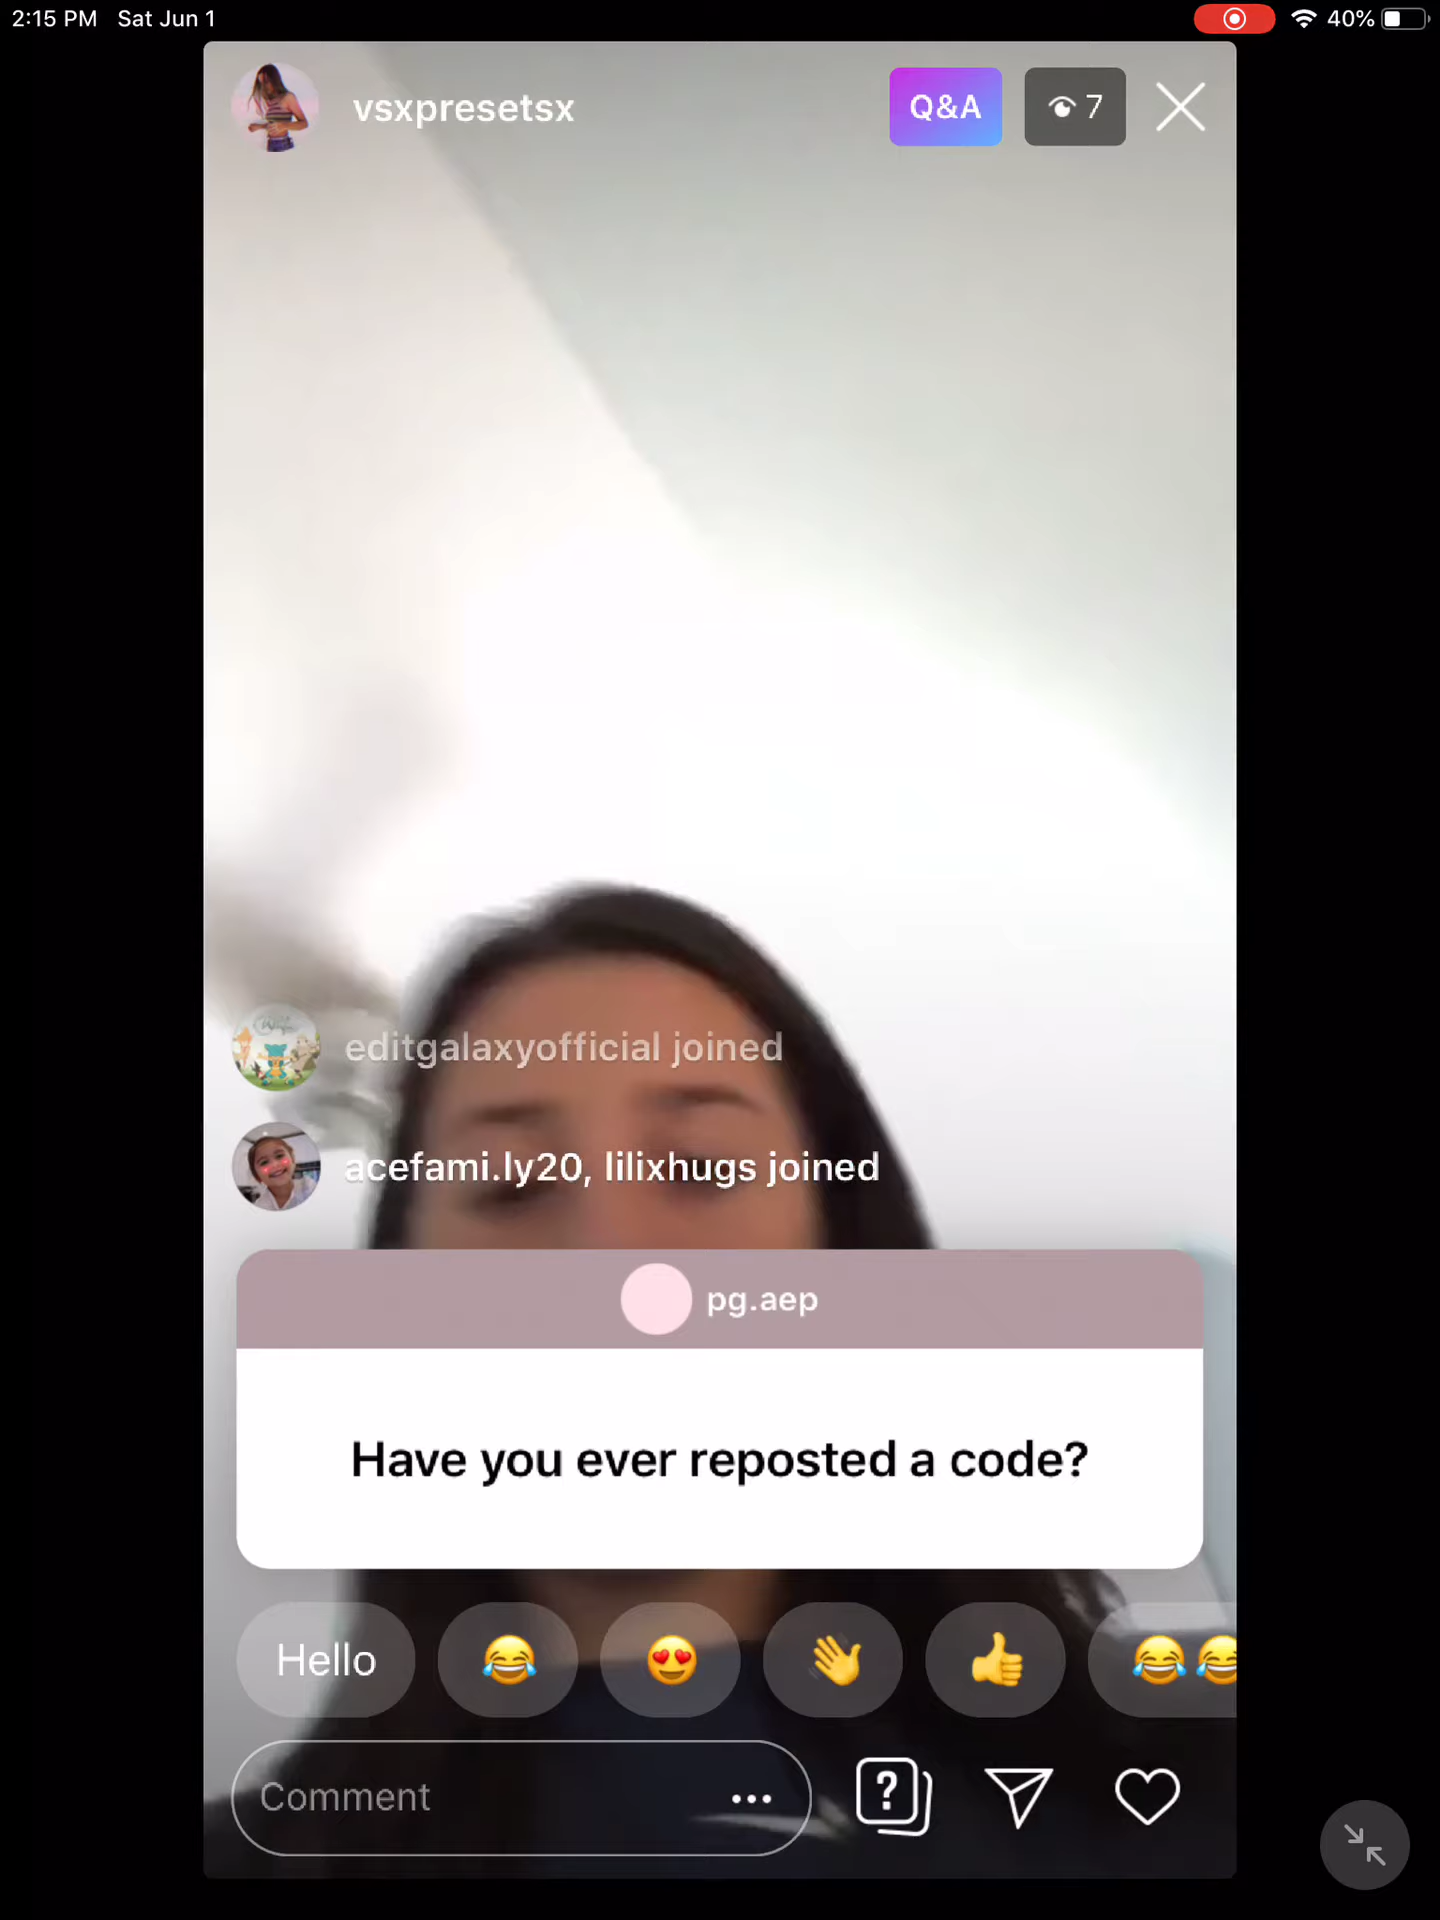 2:15 PM Sat Jun 1
40%
vsxpresetsx
Q&A
7
editgalaxyofficial joined
acefami.ly20, lilixhugs joined
pg.aep
Have you ever reposted a code?
Hello
Comment
?